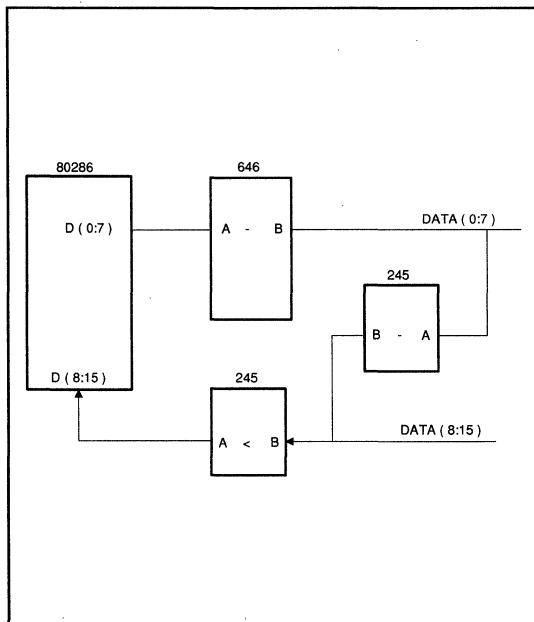 80286
646
D ( 0:7 )
A - B
DATA ( 0:7 )
245
B - A
D ( 8:15 )
245
A < B
DATA ( 8:15 )